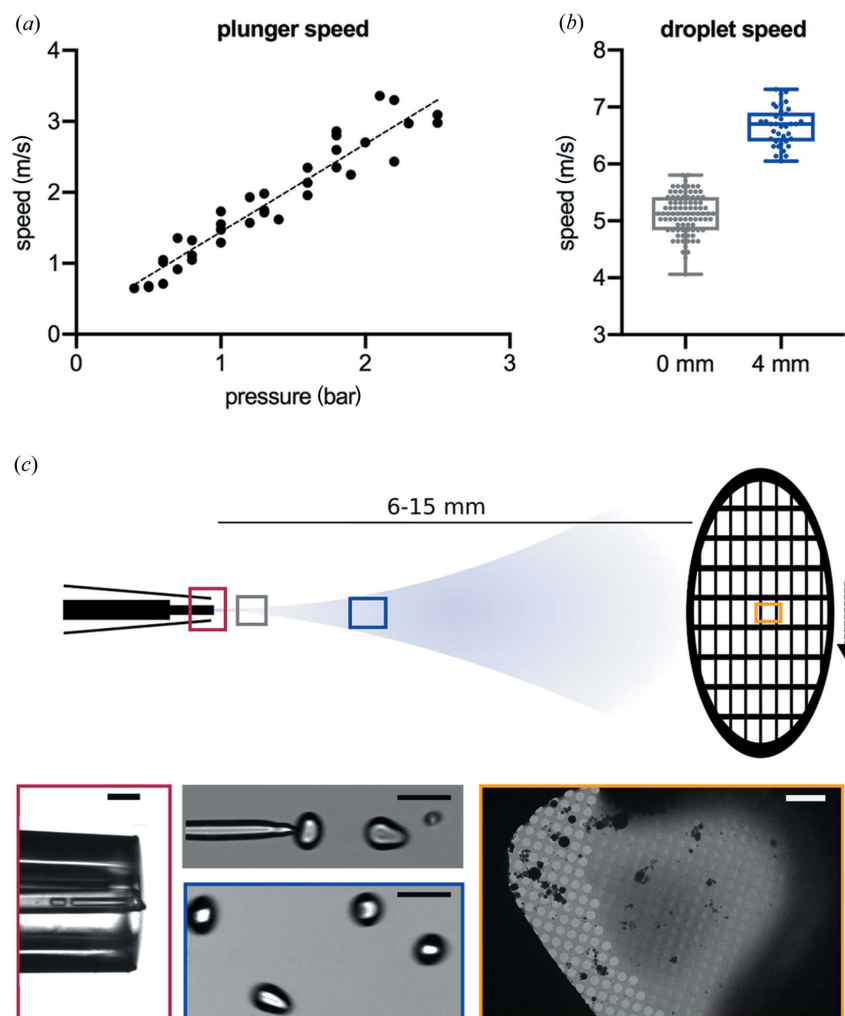 (a)
plunger speed
4
3
2
1
0
speed (m/s)
0
1
2
3
pressure (bar)
(b)
droplet speed
8
7
6
5
4
3
speed (m/s)
0 mm
4 mm
(c)
6-15 mm